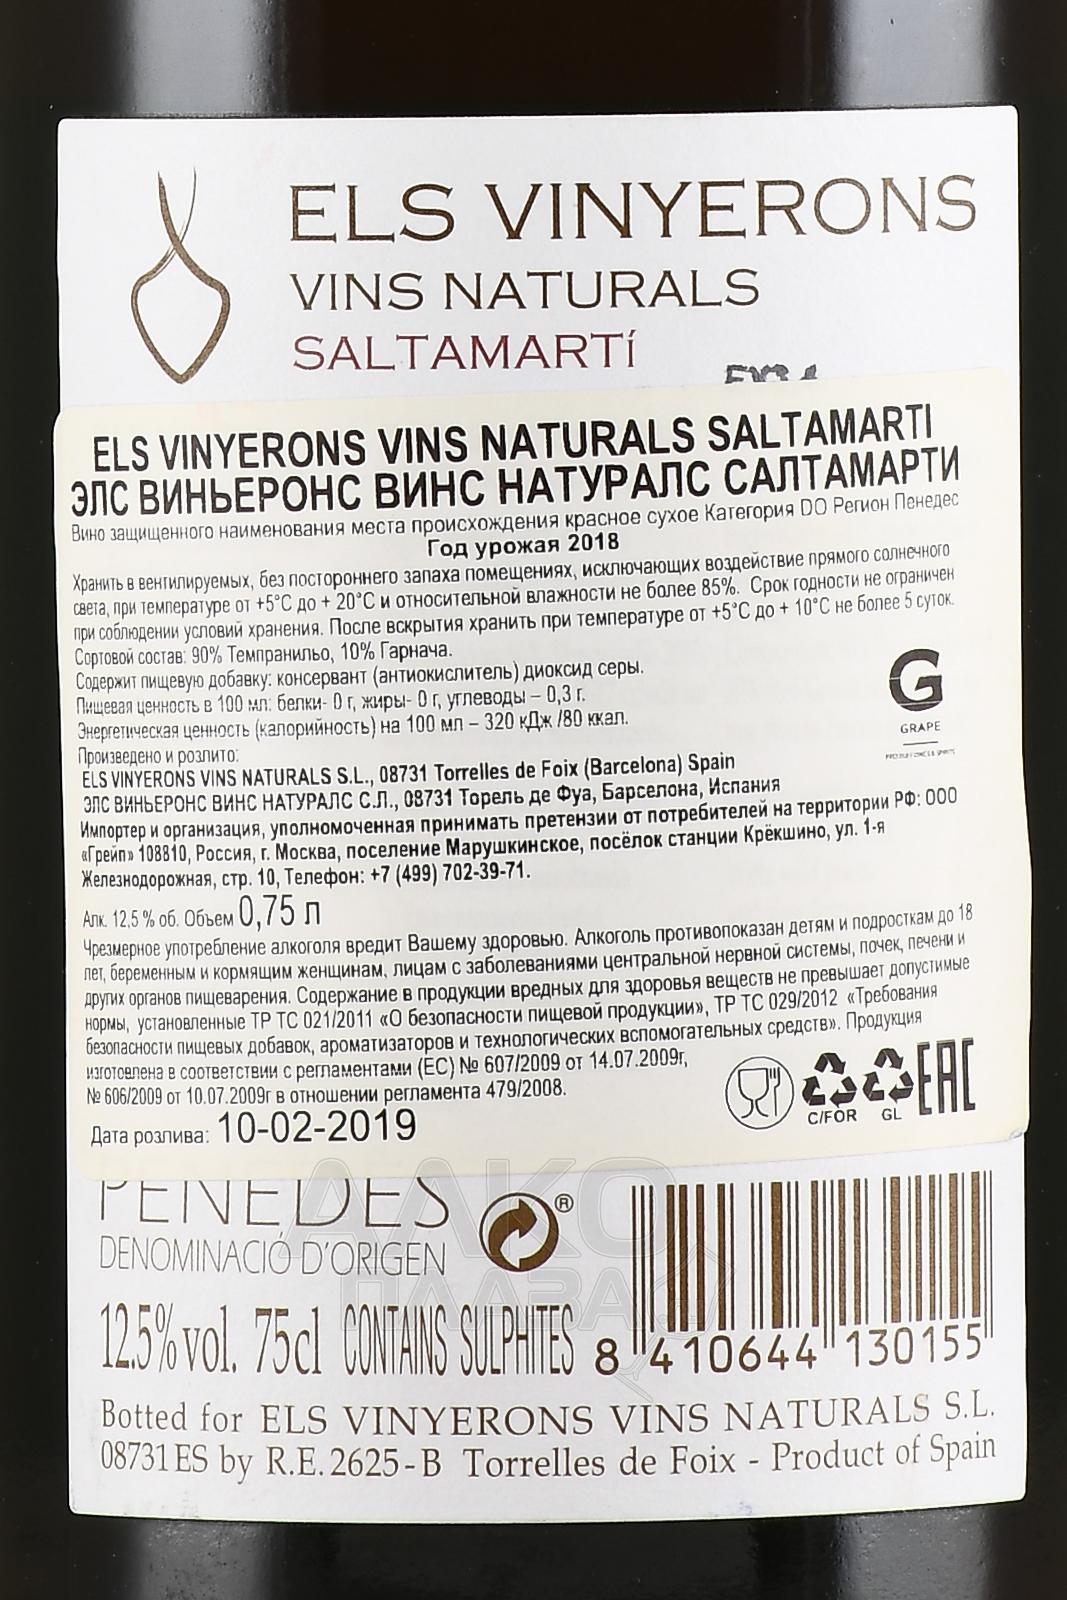 ELS VINYERONS
VINS NATURALS
SALTAMARTí
ELS VINYERONS VINS NATURALS SALTAMARTI
ЭЛС ВИНЬЕРОНС ВИНС НАТУРАЛС САЛТАМАРТИ
Вино защищенного наименования места происхождения красное сухое Категория DO Регион Пенедес
Год урожая 2018
Хранить в вентилируемых, без постороннего запаха помещениях, исключающих воздействие прямого солнечного
света, при температуре от +5°С до + 20°С и относительной влажности не более 85%. Срок годности не ограничен
при соблюдении условий хранения. После вскрытия хранить при температуре от +5°С до + 10°С не более 5 суток.
Сортовой состав: 90% Темпранильо, 10% Гарнача.
Содержит пищевую добавку: консервант (антиокислитель) диоксид серы.
Пищевая ценность в 100 мл: белки- 0 г, жиры- 0 г, углеводы – 0,3 г.
Энергетическая ценность (калорийность) на 100 мл – 320 кДж /80 ккал.
G
GRAPE
Произведено и розлито:
ELS VINYERONS VINS NATURALS S.L., 08731 Torrelles de Foix (Barcelona) Spain
ЭЛС ВИНЬЕРОНС ВИНС НАТУРАЛС С.Л., 08731 Торель де Фуа, Барселона, Испания
Импортер и организация, уполномоченная принимать претензии от потребителей на территории РФ: ООО
«Грейп» 108810, Россия, г. Москва, поселение Марушкинское, посёлок станции Крёкшино, ул. 1-я
Железнодорожная, стр. 10, Телефон: +7 (499) 702-39-71.
Алк. 12,5 % об. Объем 0,75 л
Чрезмерное употребление алкоголя вредит Вашему здоровью. Алкоголь противопоказан детям и подросткам до 18
лет, беременным и кормящим женщинам, лицам с заболеваниями центральной нервной системы, почек, печени и
других органов пищеварения. Содержание в продукции вредных для здоровья веществ не превышает допустимые
нормы, установленные ТР ТС 021/2011 «О безопасности пищевой продукции», ТР ТС 029/2012 «Требования
безопасности пищевых добавок, ароматизаторов и технологических вспомогательных средств». Продукция
изготовлена в соответствии с регламентами (ЕС) № 607/2009 от 14.07.2009г,
№ 606/2009 от 10.07.2009г в отношении регламента 479/2008.
C/FOR GL EAC
Дата розлива: 10-02-2019
PENEDES
DENOMINACIÓ D'ORIGEN
®
АЛКО
ПЛАЗА
12.5% vol. 75cl CONTAINS SULPHITES
8 410644 130155
Botted for ELS VINYERONS VINS NATURALS S.L.
08731 ES by R.E. 2625-B Torrelles de Foix - Product of Spain